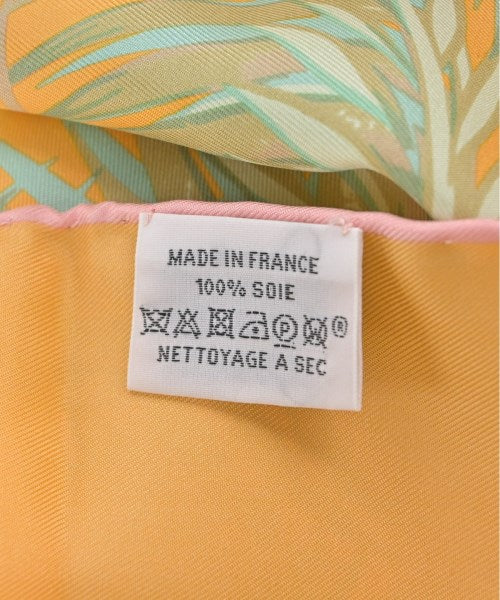 MADE IN FRANCE
100% SOIE
P W ®
NETTOYAGE A SEC